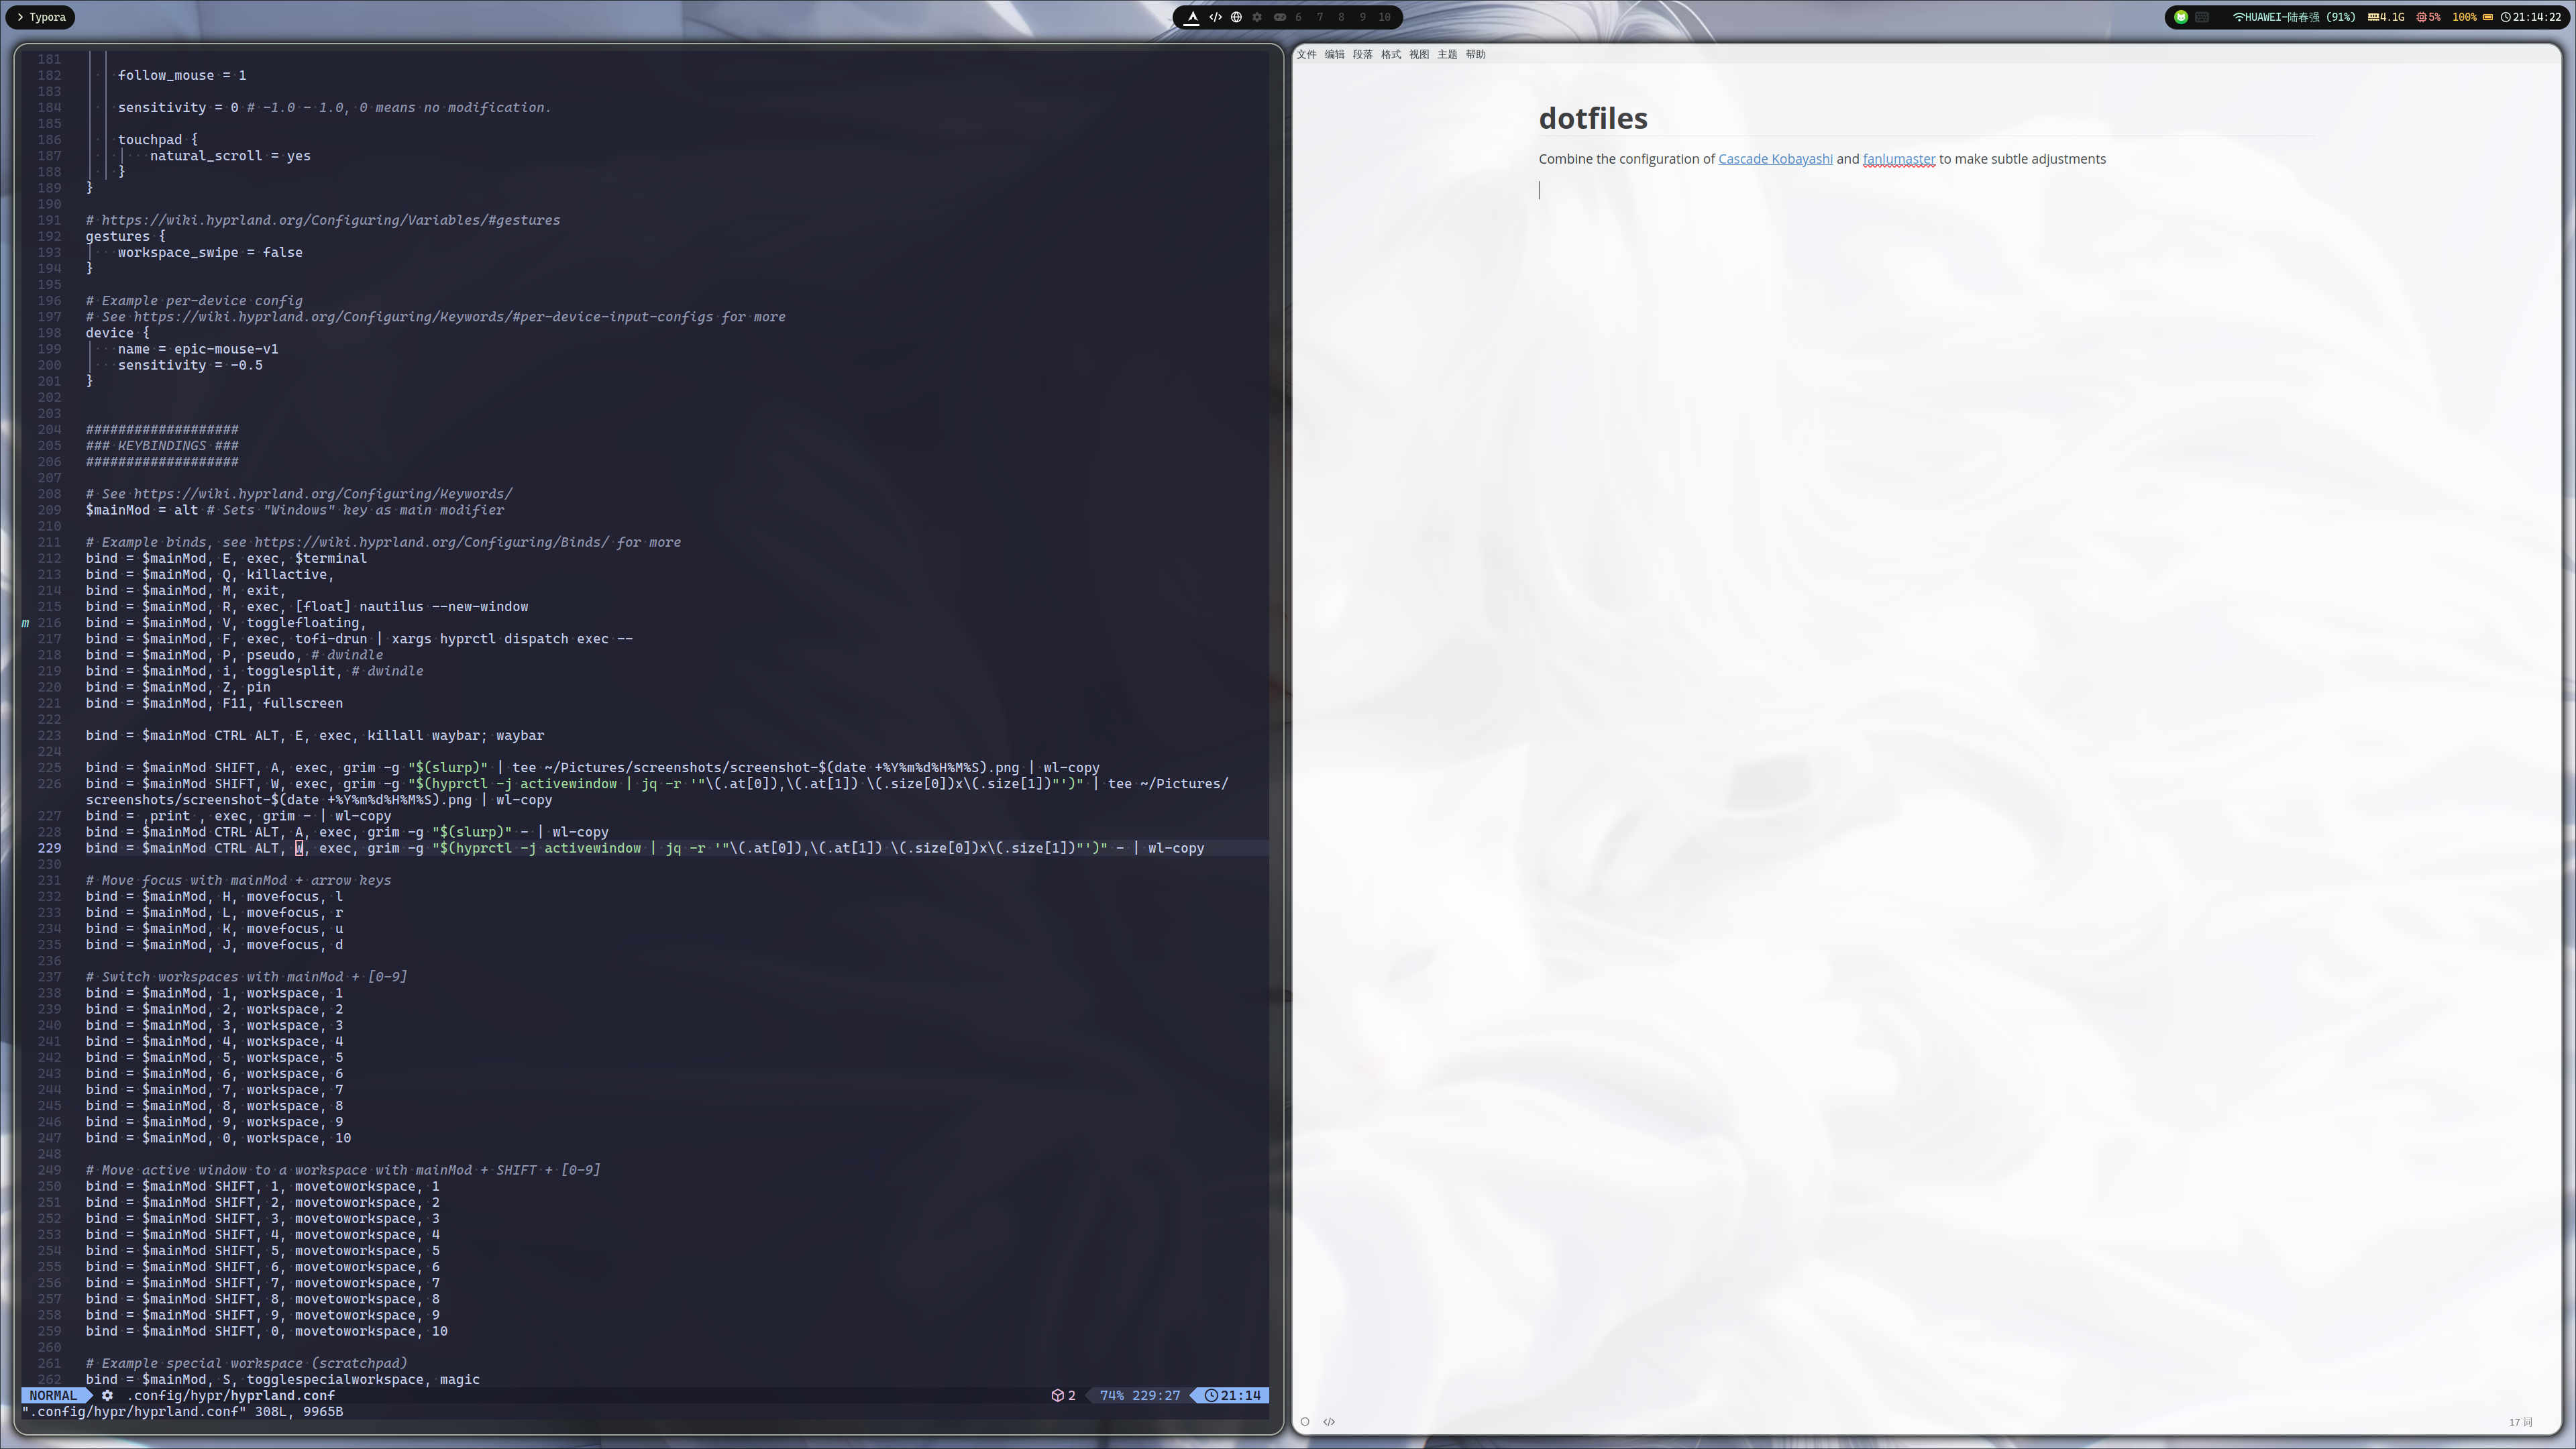 Typora
6 7 8 9 10
HUAWEI-陆春强 (91%) 4.1G 5% 100% 21:14:22
181
182 follow_mouse = 1
183
184 sensitivity = 0 # -1.0 - 1.0, 0 means no modification.
185
186 touchpad {
187 natural_scroll = yes
188 }
189 }
190
191 # https://wiki.hyprland.org/Configuring/Variables/#gestures
192 gestures {
193 workspace_swipe = false
194 }
195
196 # Example per-device config
197 # See https://wiki.hyprland.org/Configuring/Keywords/#per-device-input-configs for more
198 device {
199 name = epic-mouse-v1
200 sensitivity = -0.5
201 }
202
203
204 ###################
205 ### KEYBINDINGS ###
206 ###################
207
208 # See https://wiki.hyprland.org/Configuring/Keywords/
209 $mainMod = alt # Sets "Windows" key as main modifier
210
211 # Example binds, see https://wiki.hyprland.org/Configuring/Binds/ for more
212 bind = $mainMod, E, exec, $terminal
213 bind = $mainMod, Q, killactive,
214 bind = $mainMod, M, exit,
215 bind = $mainMod, R, exec, [float] nautilus --new-window
m 216 bind = $mainMod, V, togglefloating,
217 bind = $mainMod, F, exec, tofi-drun | xargs hyprctl dispatch exec --
218 bind = $mainMod, P, pseudo, # dwindle
219 bind = $mainMod, i, togglesplit, # dwindle
220 bind = $mainMod, Z, pin
221 bind = $mainMod, F11, fullscreen
222
223 bind = $mainMod CTRL ALT, E, exec, killall waybar; waybar
224
225 bind = $mainMod SHIFT, A, exec, grim -g "$(slurp)" | tee ~/Pictures/screenshots/screenshot-$(date +%Y%m%d%H%M%S).png | wl-copy
226 bind = $mainMod SHIFT, W, exec, grim -g "$(hyprctl -j activewindow | jq -r '"\(.at[0]),\(.at[1]) \(.size[0])x\(.size[1])"')" | tee ~/Pictures/
screenshots/screenshot-$(date +%Y%m%d%H%M%S).png | wl-copy
227 bind = ,print , exec, grim - | wl-copy
228 bind = $mainMod CTRL ALT, A, exec, grim -g "$(slurp)" - | wl-copy
229 bind = $mainMod CTRL ALT, W, exec, grim -g "$(hyprctl -j activewindow | jq -r '"\(.at[0]),\(.at[1]) \(.size[0])x\(.size[1])"')" - | wl-copy
230
231 # Move focus with mainMod + arrow keys
232 bind = $mainMod, H, movefocus, l
233 bind = $mainMod, L, movefocus, r
234 bind = $mainMod, K, movefocus, u
235 bind = $mainMod, J, movefocus, d
236
237 # Switch workspaces with mainMod + [0-9]
238 bind = $mainMod, 1, workspace, 1
239 bind = $mainMod, 2, workspace, 2
240 bind = $mainMod, 3, workspace, 3
241 bind = $mainMod, 4, workspace, 4
242 bind = $mainMod, 5, workspace, 5
243 bind = $mainMod, 6, workspace, 6
244 bind = $mainMod, 7, workspace, 7
245 bind = $mainMod, 8, workspace, 8
246 bind = $mainMod, 9, workspace, 9
247 bind = $mainMod, 0, workspace, 10
248
249 # Move active window to a workspace with mainMod + SHIFT + [0-9]
250 bind = $mainMod SHIFT, 1, movetoworkspace, 1
251 bind = $mainMod SHIFT, 2, movetoworkspace, 2
252 bind = $mainMod SHIFT, 3, movetoworkspace, 3
253 bind = $mainMod SHIFT, 4, movetoworkspace, 4
254 bind = $mainMod SHIFT, 5, movetoworkspace, 5
255 bind = $mainMod SHIFT, 6, movetoworkspace, 6
256 bind = $mainMod SHIFT, 7, movetoworkspace, 7
257 bind = $mainMod SHIFT, 8, movetoworkspace, 8
258 bind = $mainMod SHIFT, 9, movetoworkspace, 9
259 bind = $mainMod SHIFT, 0, movetoworkspace, 10
260
261 # Example special workspace (scratchpad)
262 bind = $mainMod, S, togglespecialworkspace, magic
NORMAL .config/hypr/hyprland.conf 2 74% 229:27 21:14
".config/hypr/hyprland.conf" 308L, 9965B
文件 编辑 段落 格式 视图 主题 帮助
dotfiles
Combine the configuration of Cascade Kobayashi and fanlumaster to make subtle adjustments
17 词